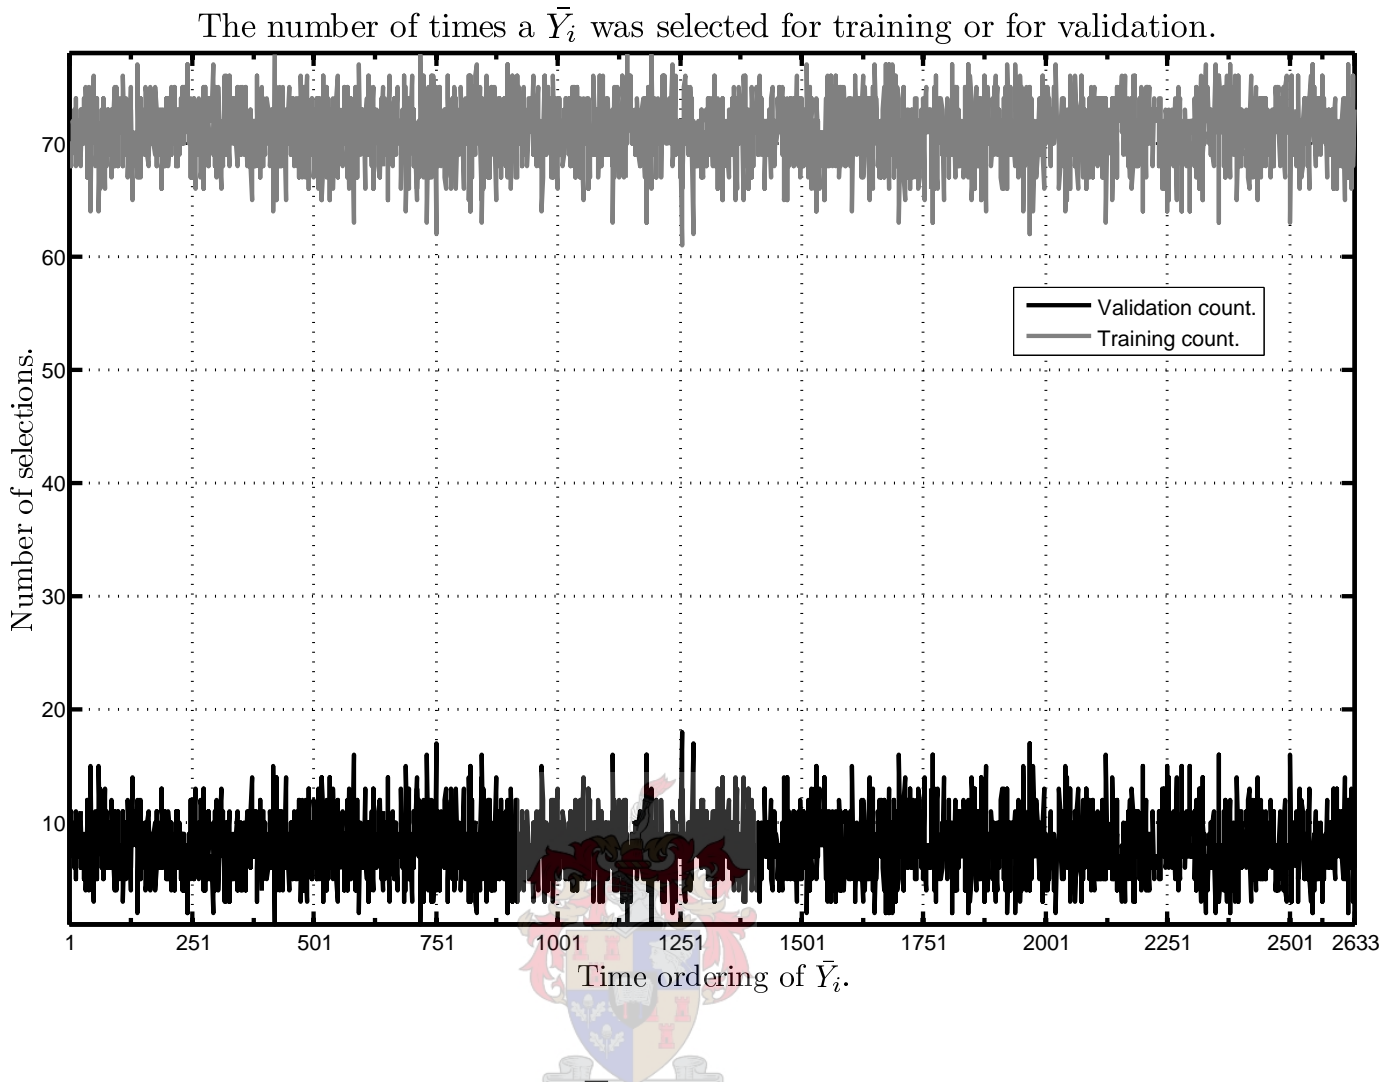 The number of times a Ȳᵢ was selected for training or for validation.
Number of selections.
70
60
50
40
30
20
10
Validation count.
Training count.
1 251 501 751 1001 1251 1501 1751 2001 2251 2501 2633
Time ordering of Ȳᵢ.